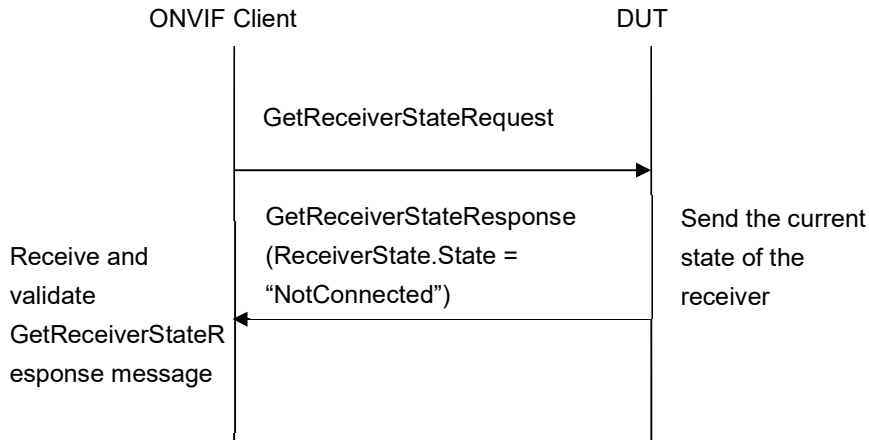 ONVIF Client
DUT
GetReceiverStateRequest
GetReceiverStateResponse
(ReceiverState.State =
“NotConnected”)
Send the current
state of the
receiver
Receive and
validate
GetReceiverStateR
esponse message